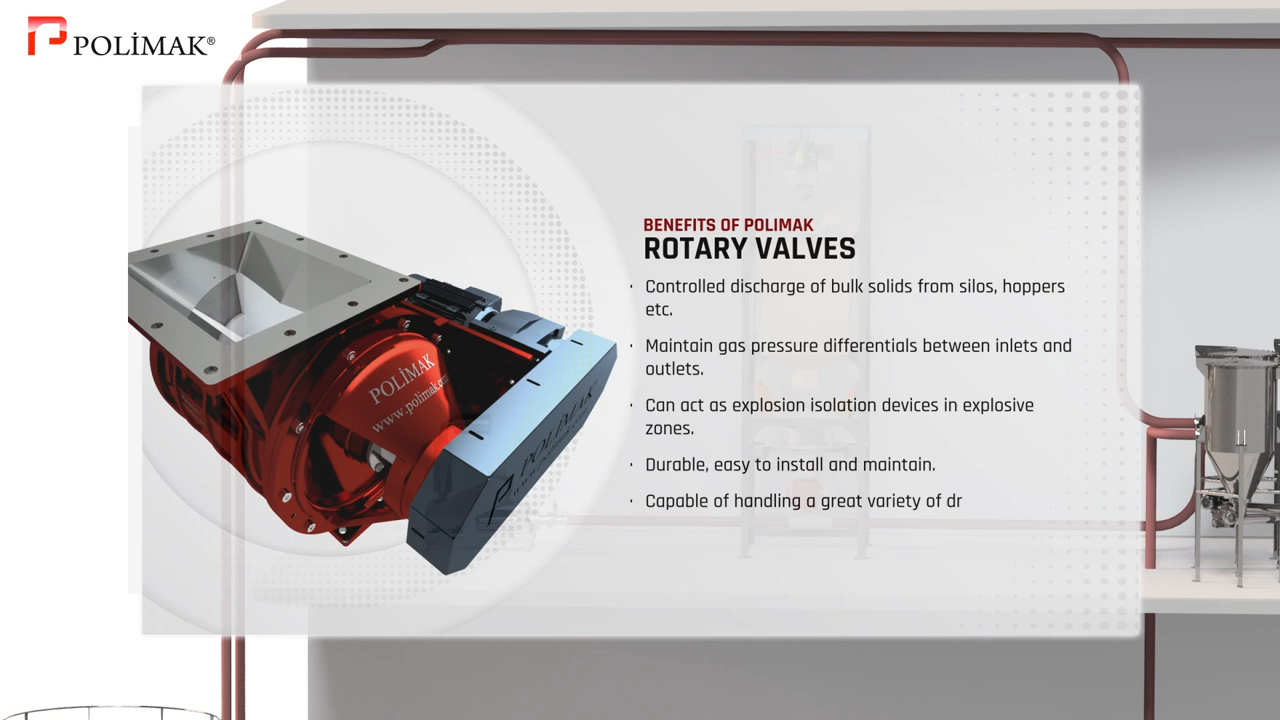 POLİMAK®
BENEFITS OF POLIMAK
ROTARY VALVES
· Controlled discharge of bulk solids from silos, hoppers
etc.
· Maintain gas pressure differentials between inlets and
outlets.
· Can act as explosion isolation devices in explosive
zones.
· Durable, easy to install and maintain.
· Capable of handling a great variety of dr
POLİMAK
www.polimak.com
POLİMAK